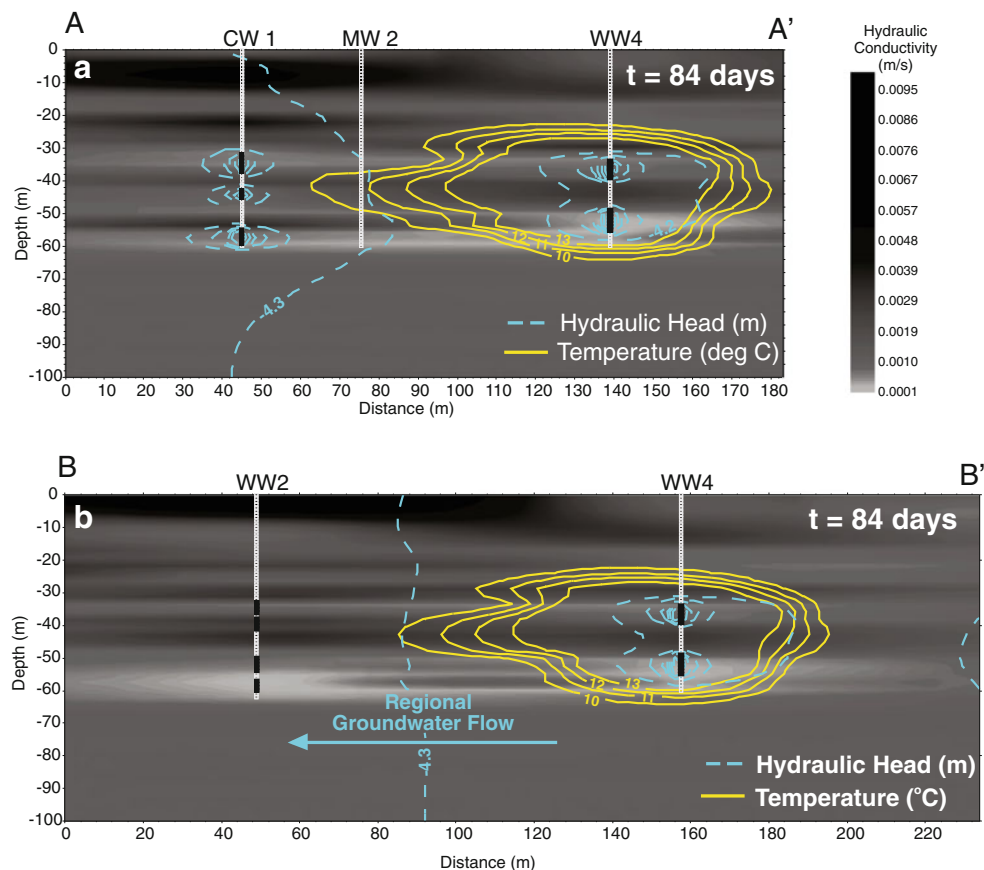 A
CW 1
MW 2
WW4
A'
Hydraulic
Conductivity
(m/s)
a
t = 84 days
0
-10
-20
-30
-40
-50
-60
-70
-80
-90
-100
Depth (m)
12
11
13
10
-4.2
-4.3
Hydraulic Head (m)
Temperature (deg C)
0 10 20 30 40 50 60 70 80 90 100 110 120 130 140 150 160 170 180
Distance (m)
0.0095
0.0086
0.0076
0.0067
0.0057
0.0048
0.0039
0.0029
0.0019
0.0010
0.0001
B
WW2
WW4
B'
b
t = 84 days
0
-10
-20
-30
-40
-50
-60
-70
-80
-90
-100
Depth (m)
12
13
10
11
Regional
Groundwater Flow
-4.3
Hydraulic Head (m)
Temperature (°C)
0 20 40 60 80 100 120 140 160 180 200 220
Distance (m)